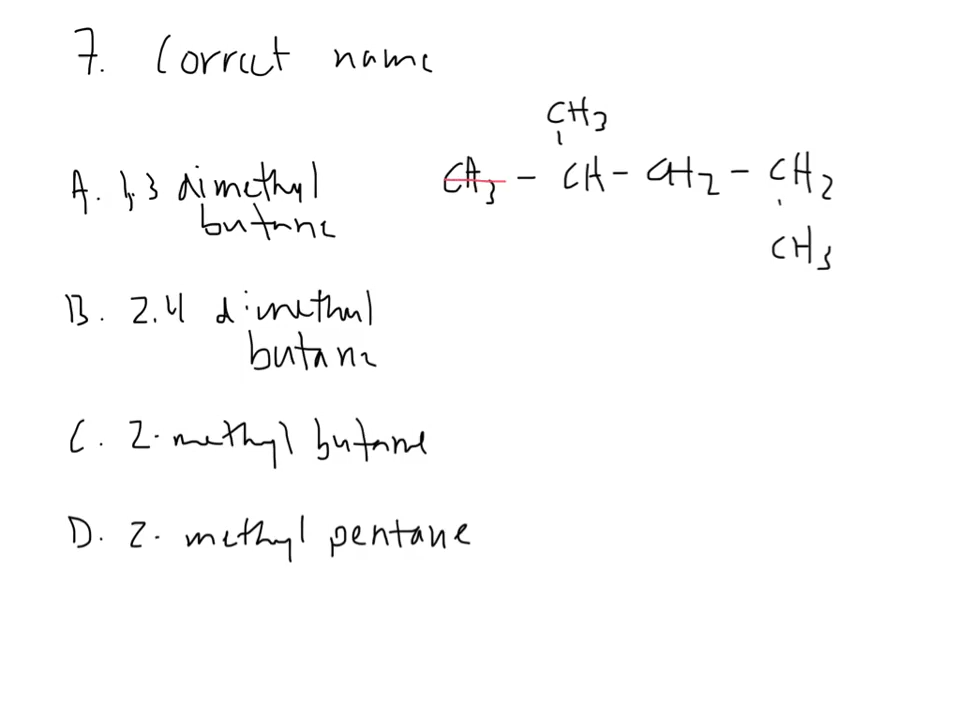 7. Correct name
CH3
A. 1,3 dimethyl
butane
CH3 - CH - CH2 - CH2
CH3
B. 2.4 dimethyl
butane
C. 2. methyl butane
D. 2. methyl pentane